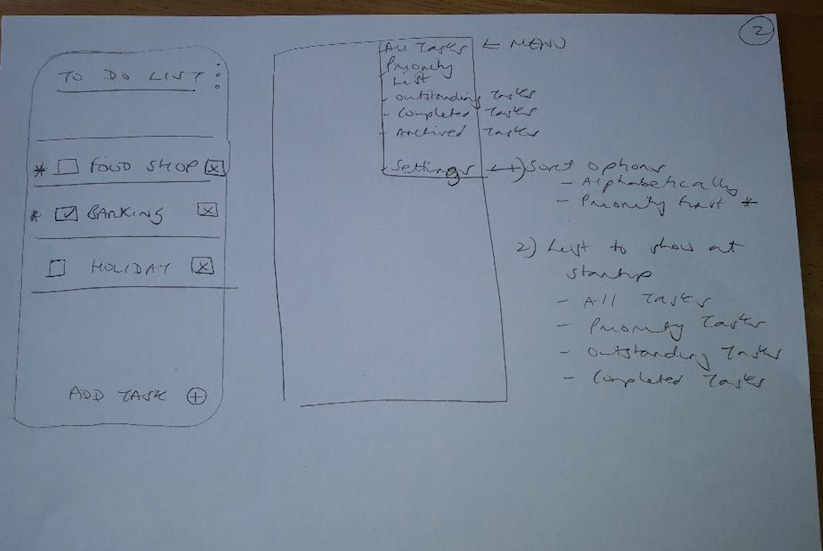 2
TO DO LIST
* FOOD SHOP x
* BANKING x
HOLIDAY x
ADD TASK +
All Tasks ← MENU
Priority
List
- Outstanding Tasks
- Completed Tasks
- Archived Tasks
- Settings ← 1) Sort options
- Alphabetically
- Priority first *
2) List to show at
startup
- All Tasks
- Priority Tasks
- Outstanding Tasks
- Completed Tasks